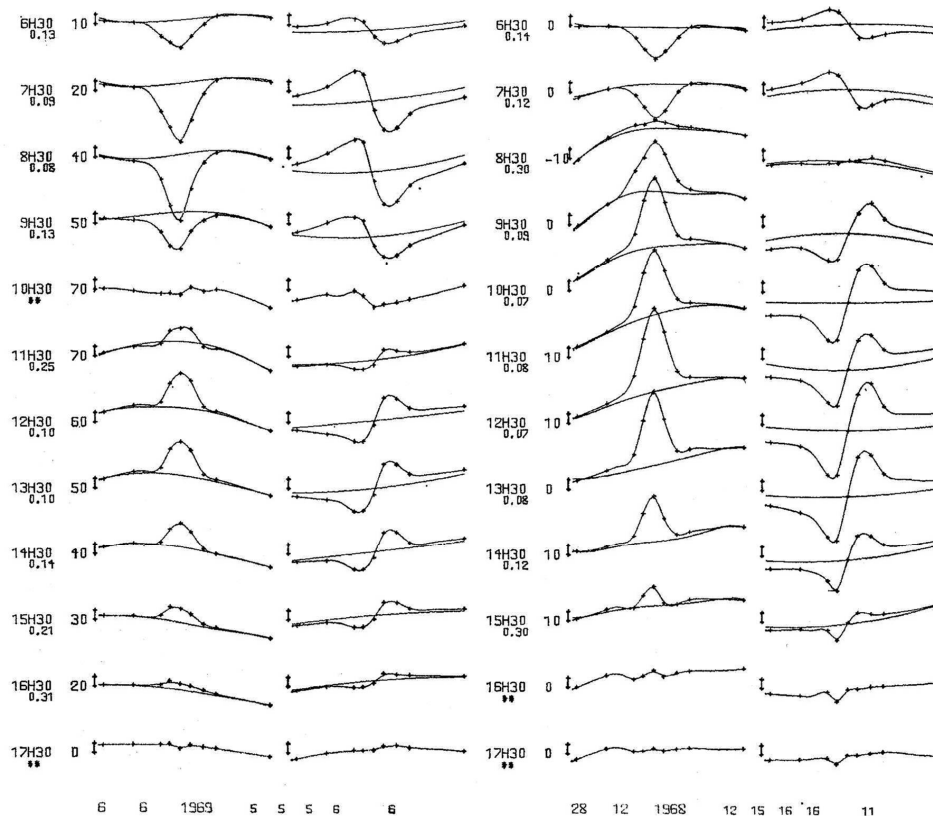 6H30 10
0.13
7H30 20
0.09
8H30 40
0.08
9H30 50
0.13
10H30 70
**
11H30 70
0.25
12H30 60
0.10
13H30 50
0.10
14H30 40
0.14
15H30 30
0.21
16H30 20
0.31
17H30 0
**
6 6 1969 5 5 5 6 6
6H30 0
0.14
7H30 0
0.12
8H30 -10
0.30
9H30 0
0.09
10H30 0
0.07
11H30 10
0.08
12H30 10
0.07
13H30 0
0.08
14H30 10
0.12
15H30 10
0.30
16H30 0
**
17H30 0
**
28 12 1968 12 15 16 16 11